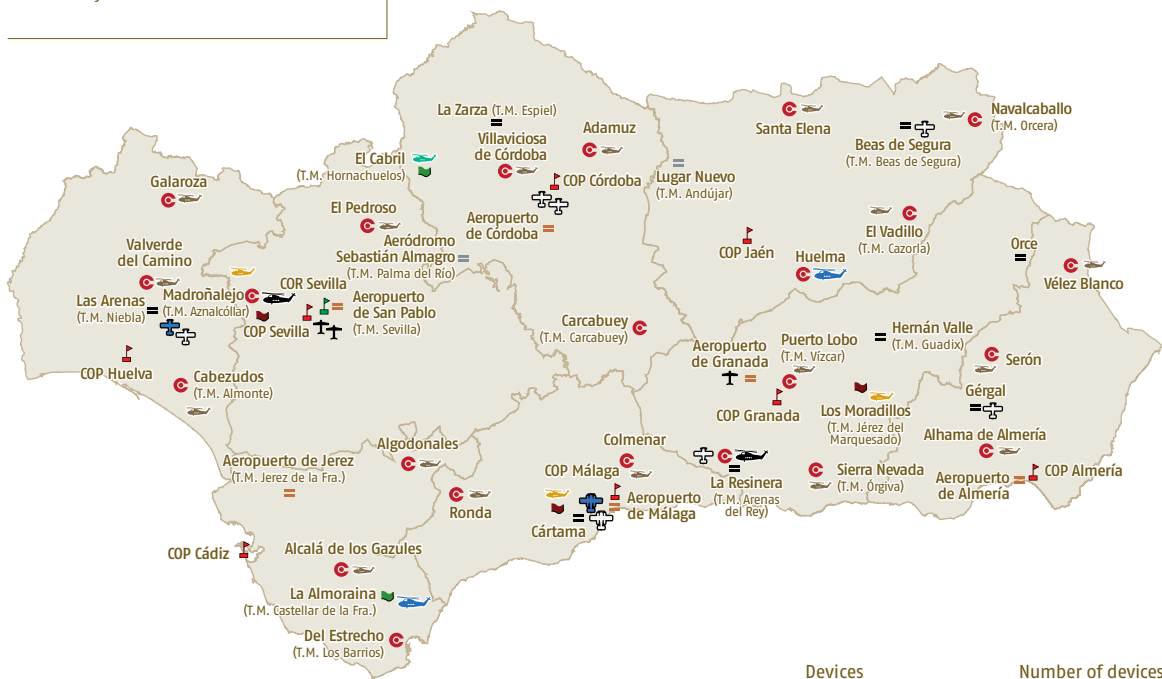 La Zarza (T.M. Espiel)
Villaviciosa
de Córdoba
Adamuz
Santa Elena
Navalcaballo
(T.M. Orcera)
Beas de Segura
(T.M. Beas de Segura)
El Cabril
(T.M. Hornachuelos)
COP Córdoba
Lugar Nuevo
(T.M. Andújar)
Galaroza
El Pedroso
Aeropuerto
de Córdoba
El Vadillo
(T.M. Cazorla)
COP Jaén
Huelma
Orce
Vélez Blanco
Valverde
del Camino
Aeródromo
Sebastián Almagro
(T.M. Palma del Río)
Las Arenas
(T.M. Niebla)
Madroñalejo
(T.M. Aznalcóllar)
COR Sevilla
COP Sevilla
Aeropuerto
de San Pablo
(T.M. Sevilla)
Carcabuey
(T.M. Carcabuey)
Aeropuerto
de Granada
Puerto Lobo
(T.M. Vízcar)
Hernán Valle
(T.M. Guadix)
Serón
COP Huelva
Cabezudos
(T.M. Almonte)
COP Granada
Los Moradillos
(T.M. Jérez del
Marquesado)
Gérgal
Alhama de Almería
Algodonales
Colmenar
Aeropuerto de Jerez
(T.M. Jerez de la Fra.)
COP Málaga
La Resinera
(T.M. Arenas
del Rey)
Sierra Nevada
(T.M. Órgiva)
Aeropuerto
de Almería
COP Almería
Ronda
Aeropuerto
de Málaga
Cártama
COP Cádiz
Alcalá de los Gazules
La Almoraina
(T.M. Castellar de la Fra.)
Del Estrecho
(T.M. Los Barrios)
Devices
Number of devices